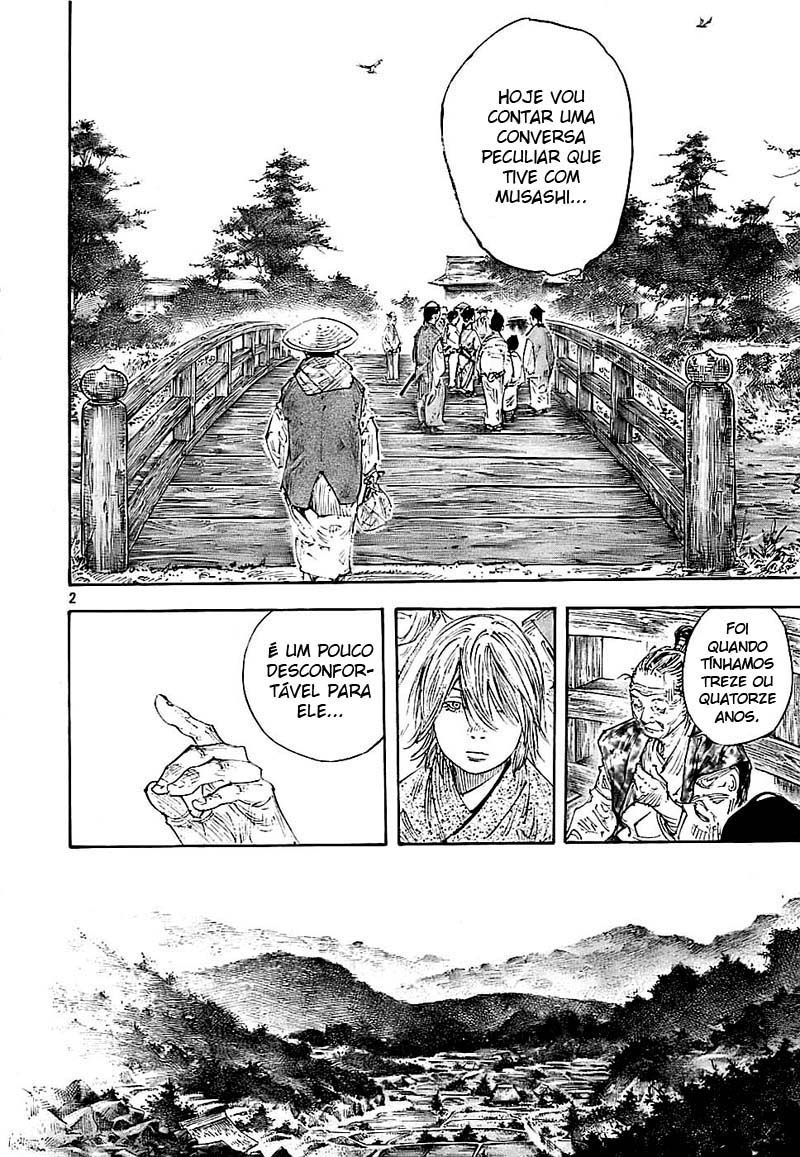 HOJE VOU
CONTAR UMA
CONVERSA
PECULIAR QUE
TIVE COM
MUSASHI...
2
FOI
QUANDO
TÍNHAMOS
TREZE OU
QUATORZE
ANOS.
É UM POUCO
DESCONFOR-
TÁVEL PARA
ELE...